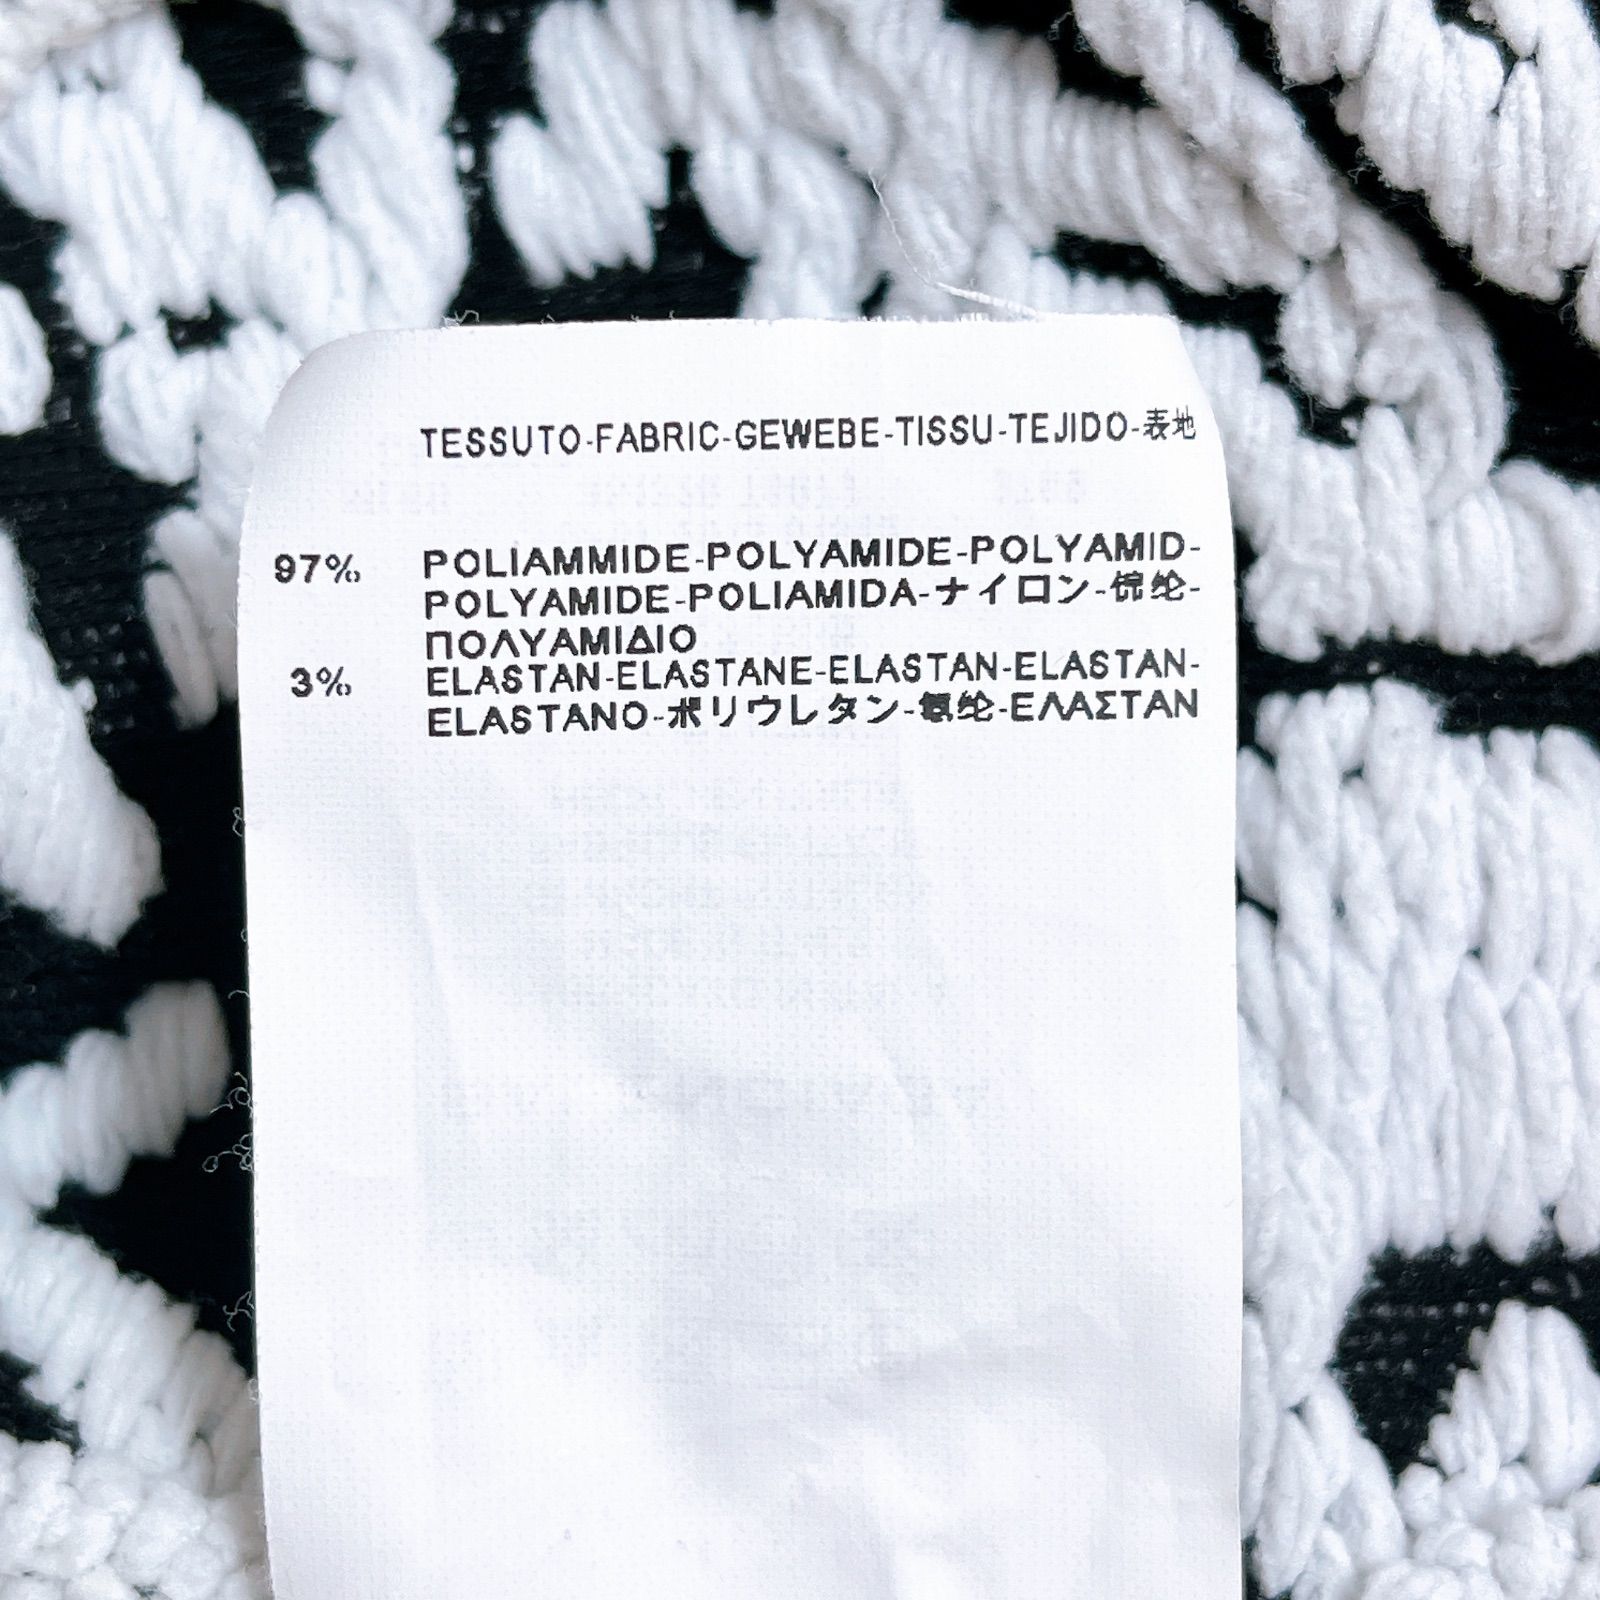 TESSUTO-FABRIC-GEWEBE-TISSU-TEJIDO-表地
97% POLIAMMIDE-POLYAMIDE-POLYAMID-
POLYAMIDE-POLIAMIDA-ナイロン-锦纶-
ΠΟΛΥΑΜΙΔΙΟ
3% ELASTAN-ELASTANE-ELASTAN-ELASTAN-
ELASTANO-ポリウレタン-氨纶-ΕΛΑΣΤΑΝ